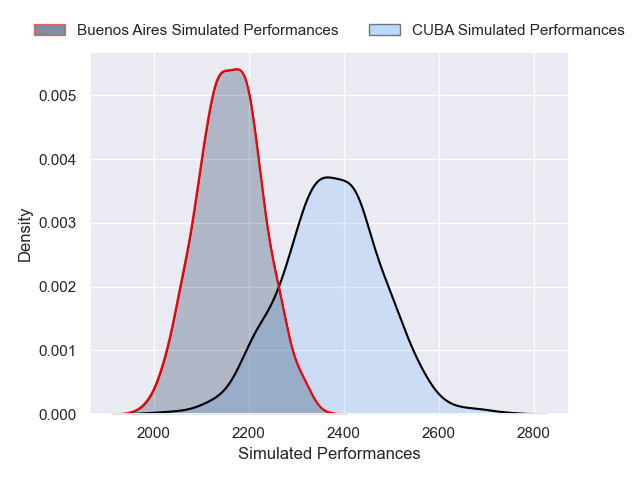 Buenos Aires Simulated Performances CUBA Simulated Performances
0.005
0.004
0.003
0.002
0.001
0.000
Density
2000 2200 2400 2600 2800
Simulated Performances